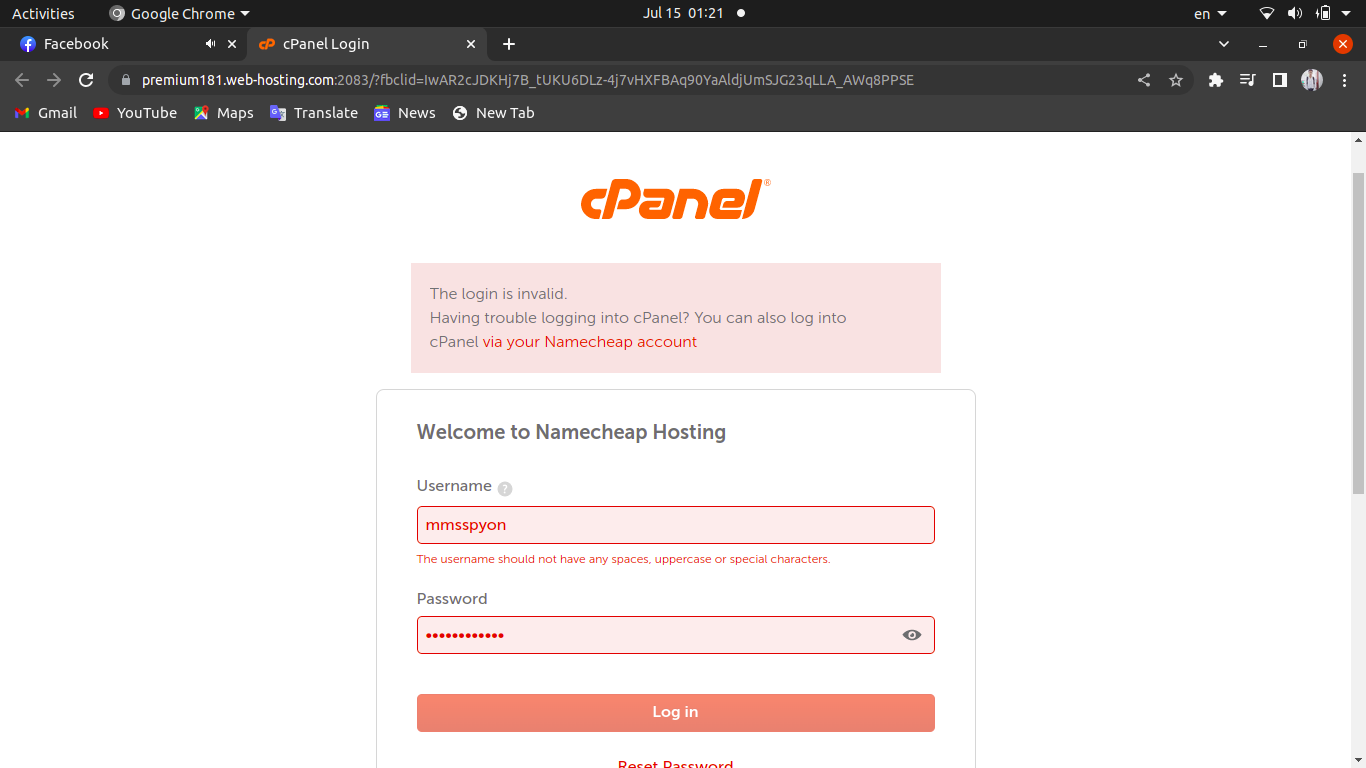 Activities Google Chrome Jul 15 01:21 en
Facebook cPanel Login
premium181.web-hosting.com:2083/?fbclid=IwAR2cJDKHj7B_tUKU6DLz-4j7vHXFBAq90YaAldjUmSJG23qLLA_AWq8PPSE
Gmail YouTube Maps Translate News New Tab
cPanel®
The login is invalid.
Having trouble logging into cPanel? You can also log into
cPanel via your Namecheap account
Welcome to Namecheap Hosting
Username ?
mmsspyon
The username should not have any spaces, uppercase or special characters.
Password
••••••••••••
Log in
Reset Password